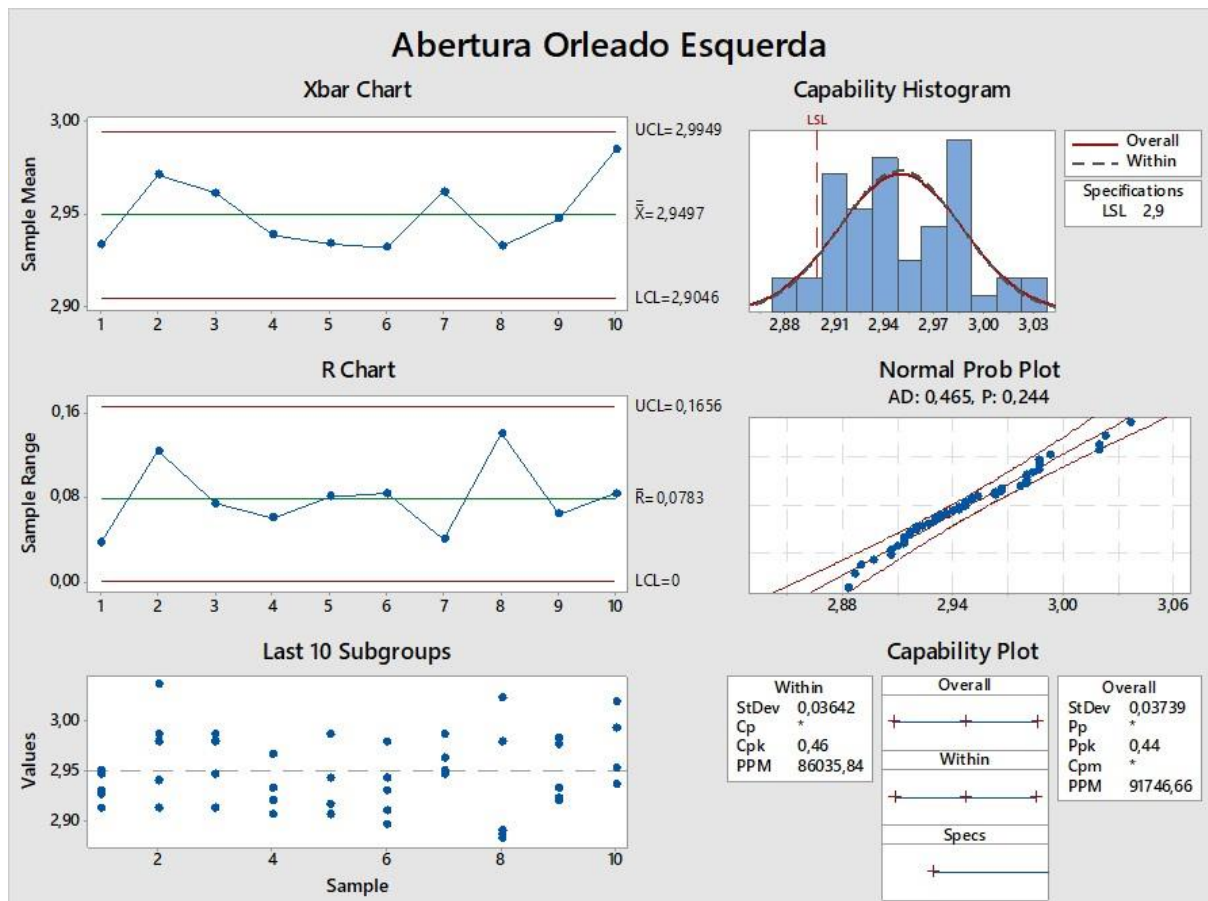 Abertura Orleado Esquerda
Xbar Chart
Sample Mean
3,00
2,95
2,90
UCL=2,9949
X=2,9497
LCL=2,9046
1 2 3 4 5 6 7 8 9 10
Capability Histogram
LSL
2,88 2,91 2,94 2,97 3,00 3,03
Overall
Within
Specifications
LSL 2,9
R Chart
Sample Range
0,16
0,08
0,00
UCL=0,1656
R=0,0783
LCL=0
1 2 3 4 5 6 7 8 9 10
Normal Prob Plot
AD: 0,465, P: 0,244
2,88 2,94 3,00 3,06
Last 10 Subgroups
Values
3,00
2,95
2,90
2 4 6 8 10
Sample
Capability Plot
Within
StDev 0,03642
Cp *
Cpk 0,46
PPM 86035,84
Overall
Within
Specs
Overall
StDev 0,03739
Pp *
Ppk 0,44
Cpm *
PPM 91746,66